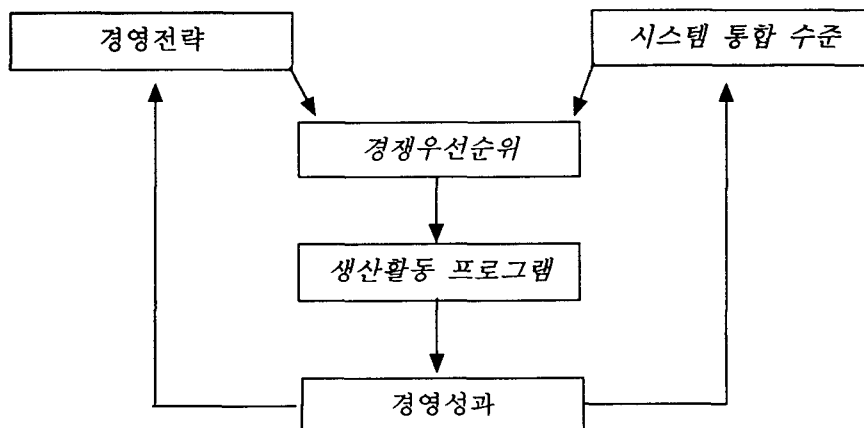 경영전략
시스템 통합 수준
경쟁우선순위
생산활동 프로그램
경영성과